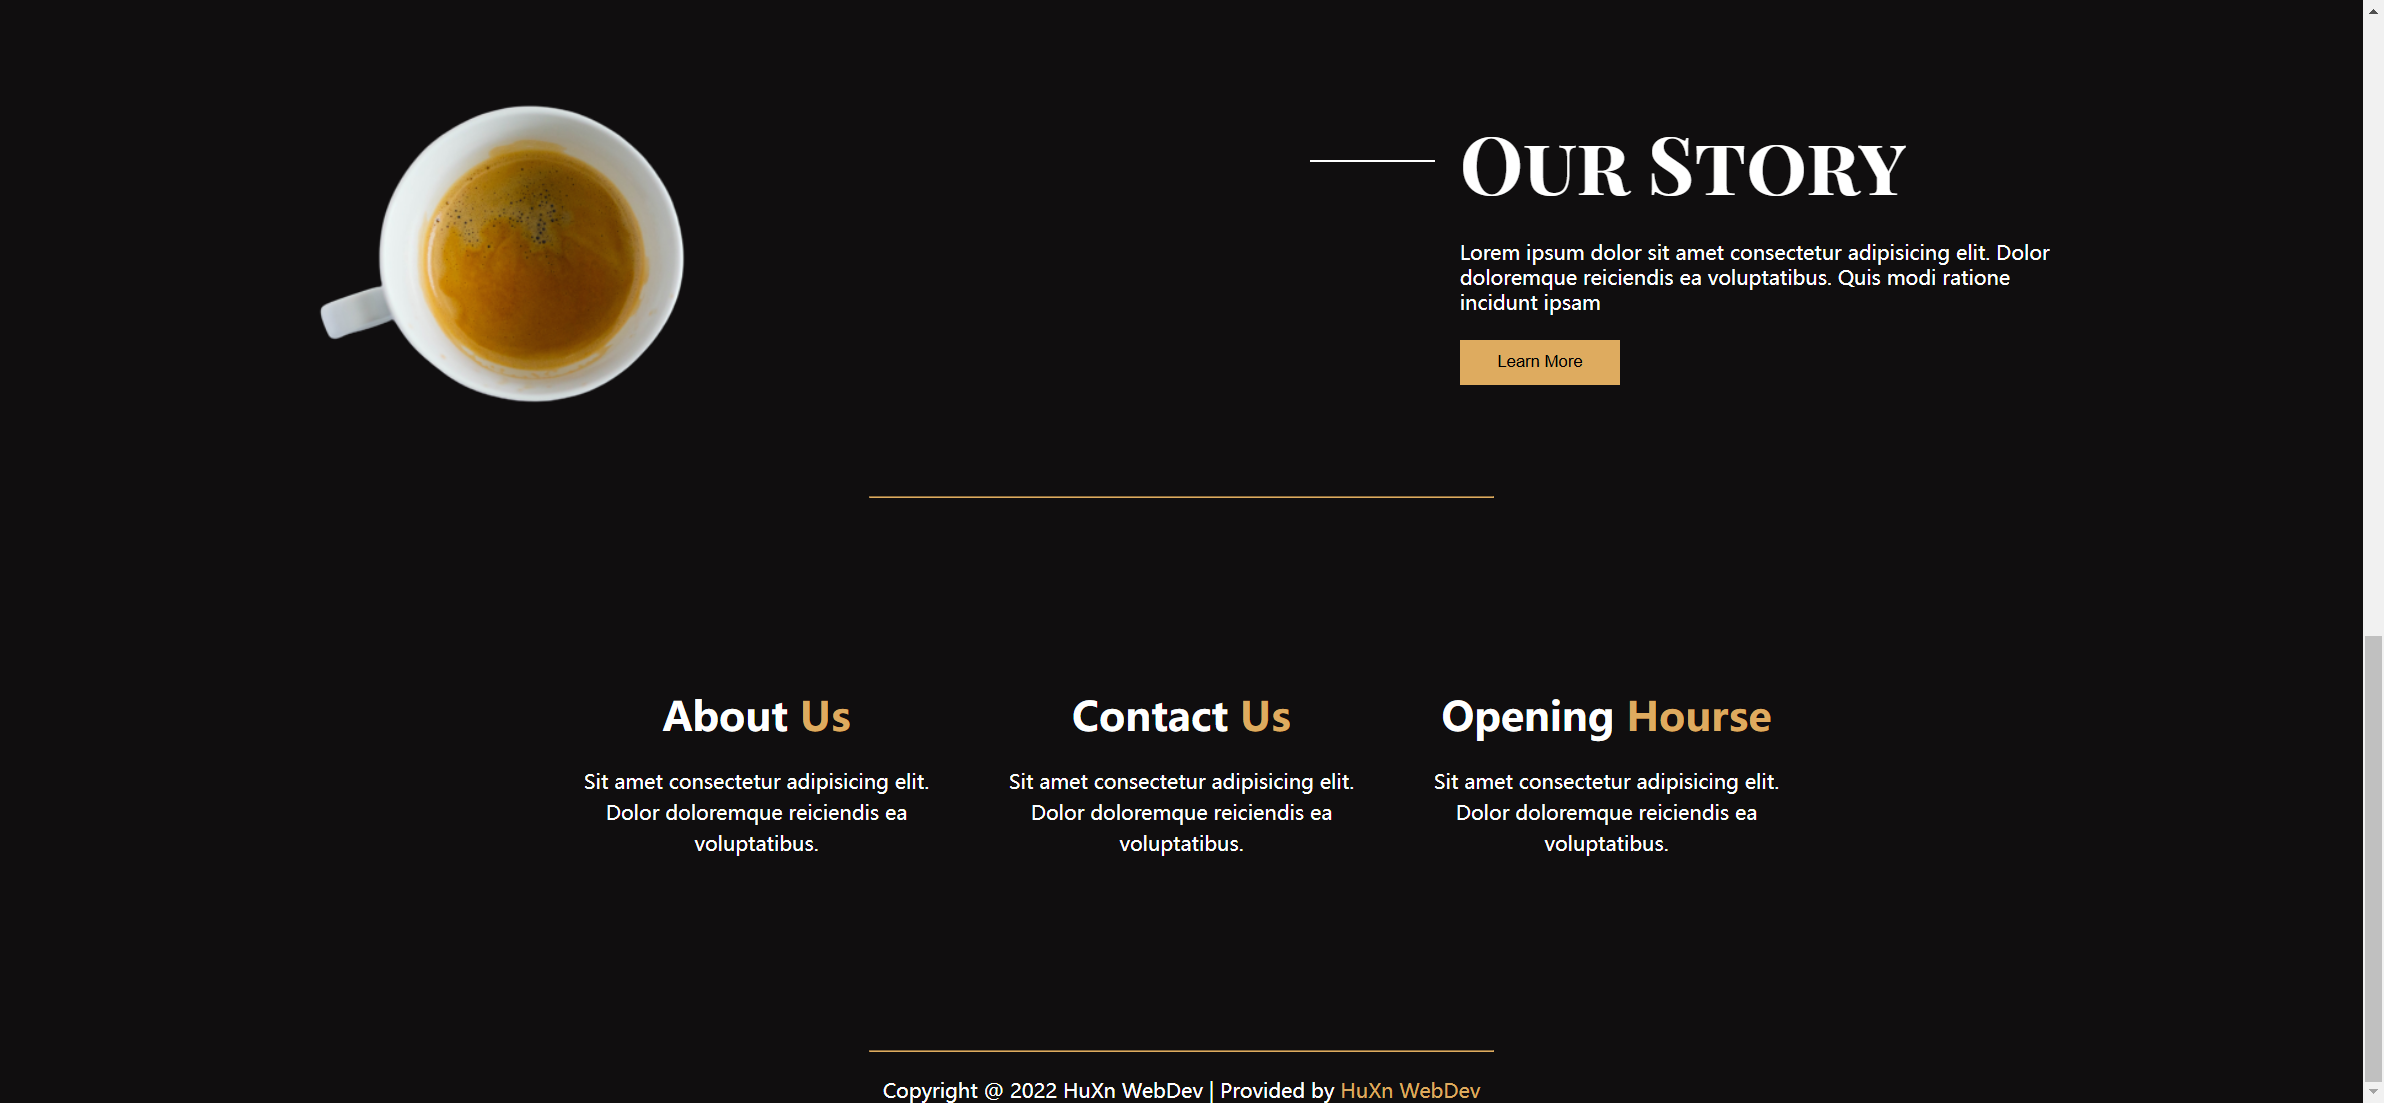 Our Story
Lorem ipsum dolor sit amet consectetur adipisicing elit. Dolor
doloremque reiciendis ea voluptatibus. Quis modi ratione
incidunt ipsam
Learn More
About Us
Sit amet consectetur adipisicing elit.
Dolor doloremque reiciendis ea
voluptatibus.
Contact Us
Sit amet consectetur adipisicing elit.
Dolor doloremque reiciendis ea
voluptatibus.
Opening Hourse
Sit amet consectetur adipisicing elit.
Dolor doloremque reiciendis ea
voluptatibus.
Copyright @ 2022 HuXn WebDev | Provided by HuXn WebDev